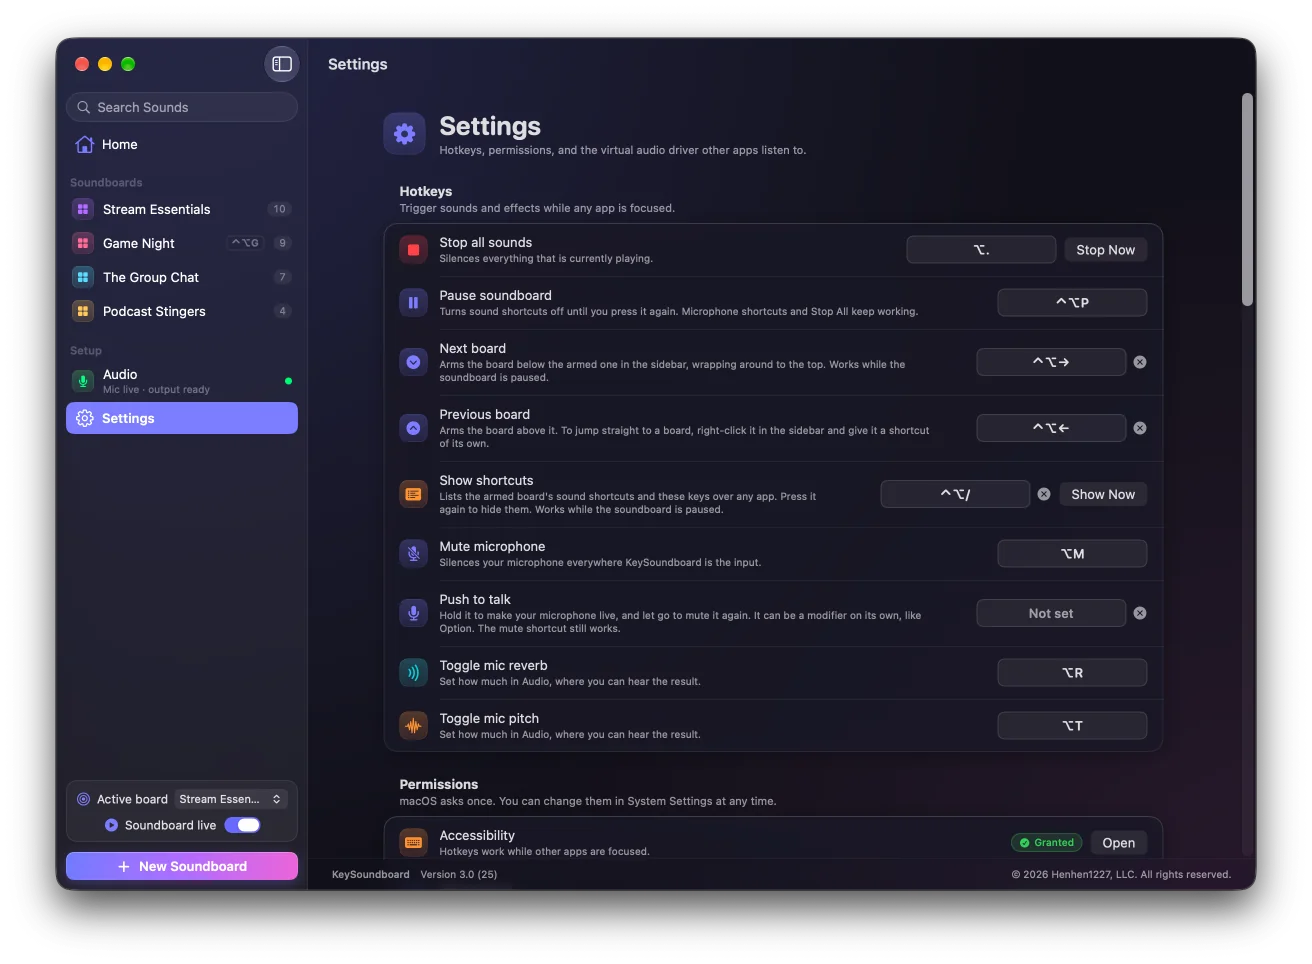 Settings
Search Sounds
Home
Soundboards
Stream Essentials 10
Game Night ^⌥G 9
The Group Chat 7
Podcast Stingers 4
Setup
Audio
Mic live · output ready
Settings
Active board Stream Essen...
Soundboard live
+ New Soundboard
Settings
Hotkeys, permissions, and the virtual audio driver other apps listen to.
Hotkeys
Trigger sounds and effects while any app is focused.
Stop all sounds
Silences everything that is currently playing.
⌥. Stop Now
Pause soundboard
Turns sound shortcuts off until you press it again. Microphone shortcuts and Stop All keep working.
^⌥P
Next board
Arms the board below the armed one in the sidebar, wrapping around to the top. Works while the
soundboard is paused.
^⌥→
Previous board
Arms the board above it. To jump straight to a board, right-click it in the sidebar and give it a shortcut
of its own.
^⌥←
Show shortcuts
Lists the armed board's sound shortcuts and these keys over any app. Press it
again to hide them. Works while the soundboard is paused.
^⌥/ Show Now
Mute microphone
Silences your microphone everywhere KeySoundboard is the input.
⌥M
Push to talk
Hold it to make your microphone live, and let go to mute it again. It can be a modifier on its own, like
Option. The mute shortcut still works.
Not set
Toggle mic reverb
Set how much in Audio, where you can hear the result.
⌥R
Toggle mic pitch
Set how much in Audio, where you can hear the result.
⌥T
Permissions
macOS asks once. You can change them in System Settings at any time.
Accessibility
Hotkeys work while other apps are focused.
Granted Open
KeySoundboard Version 3.0 (25)
© 2026 Henhen1227, LLC. All rights reserved.